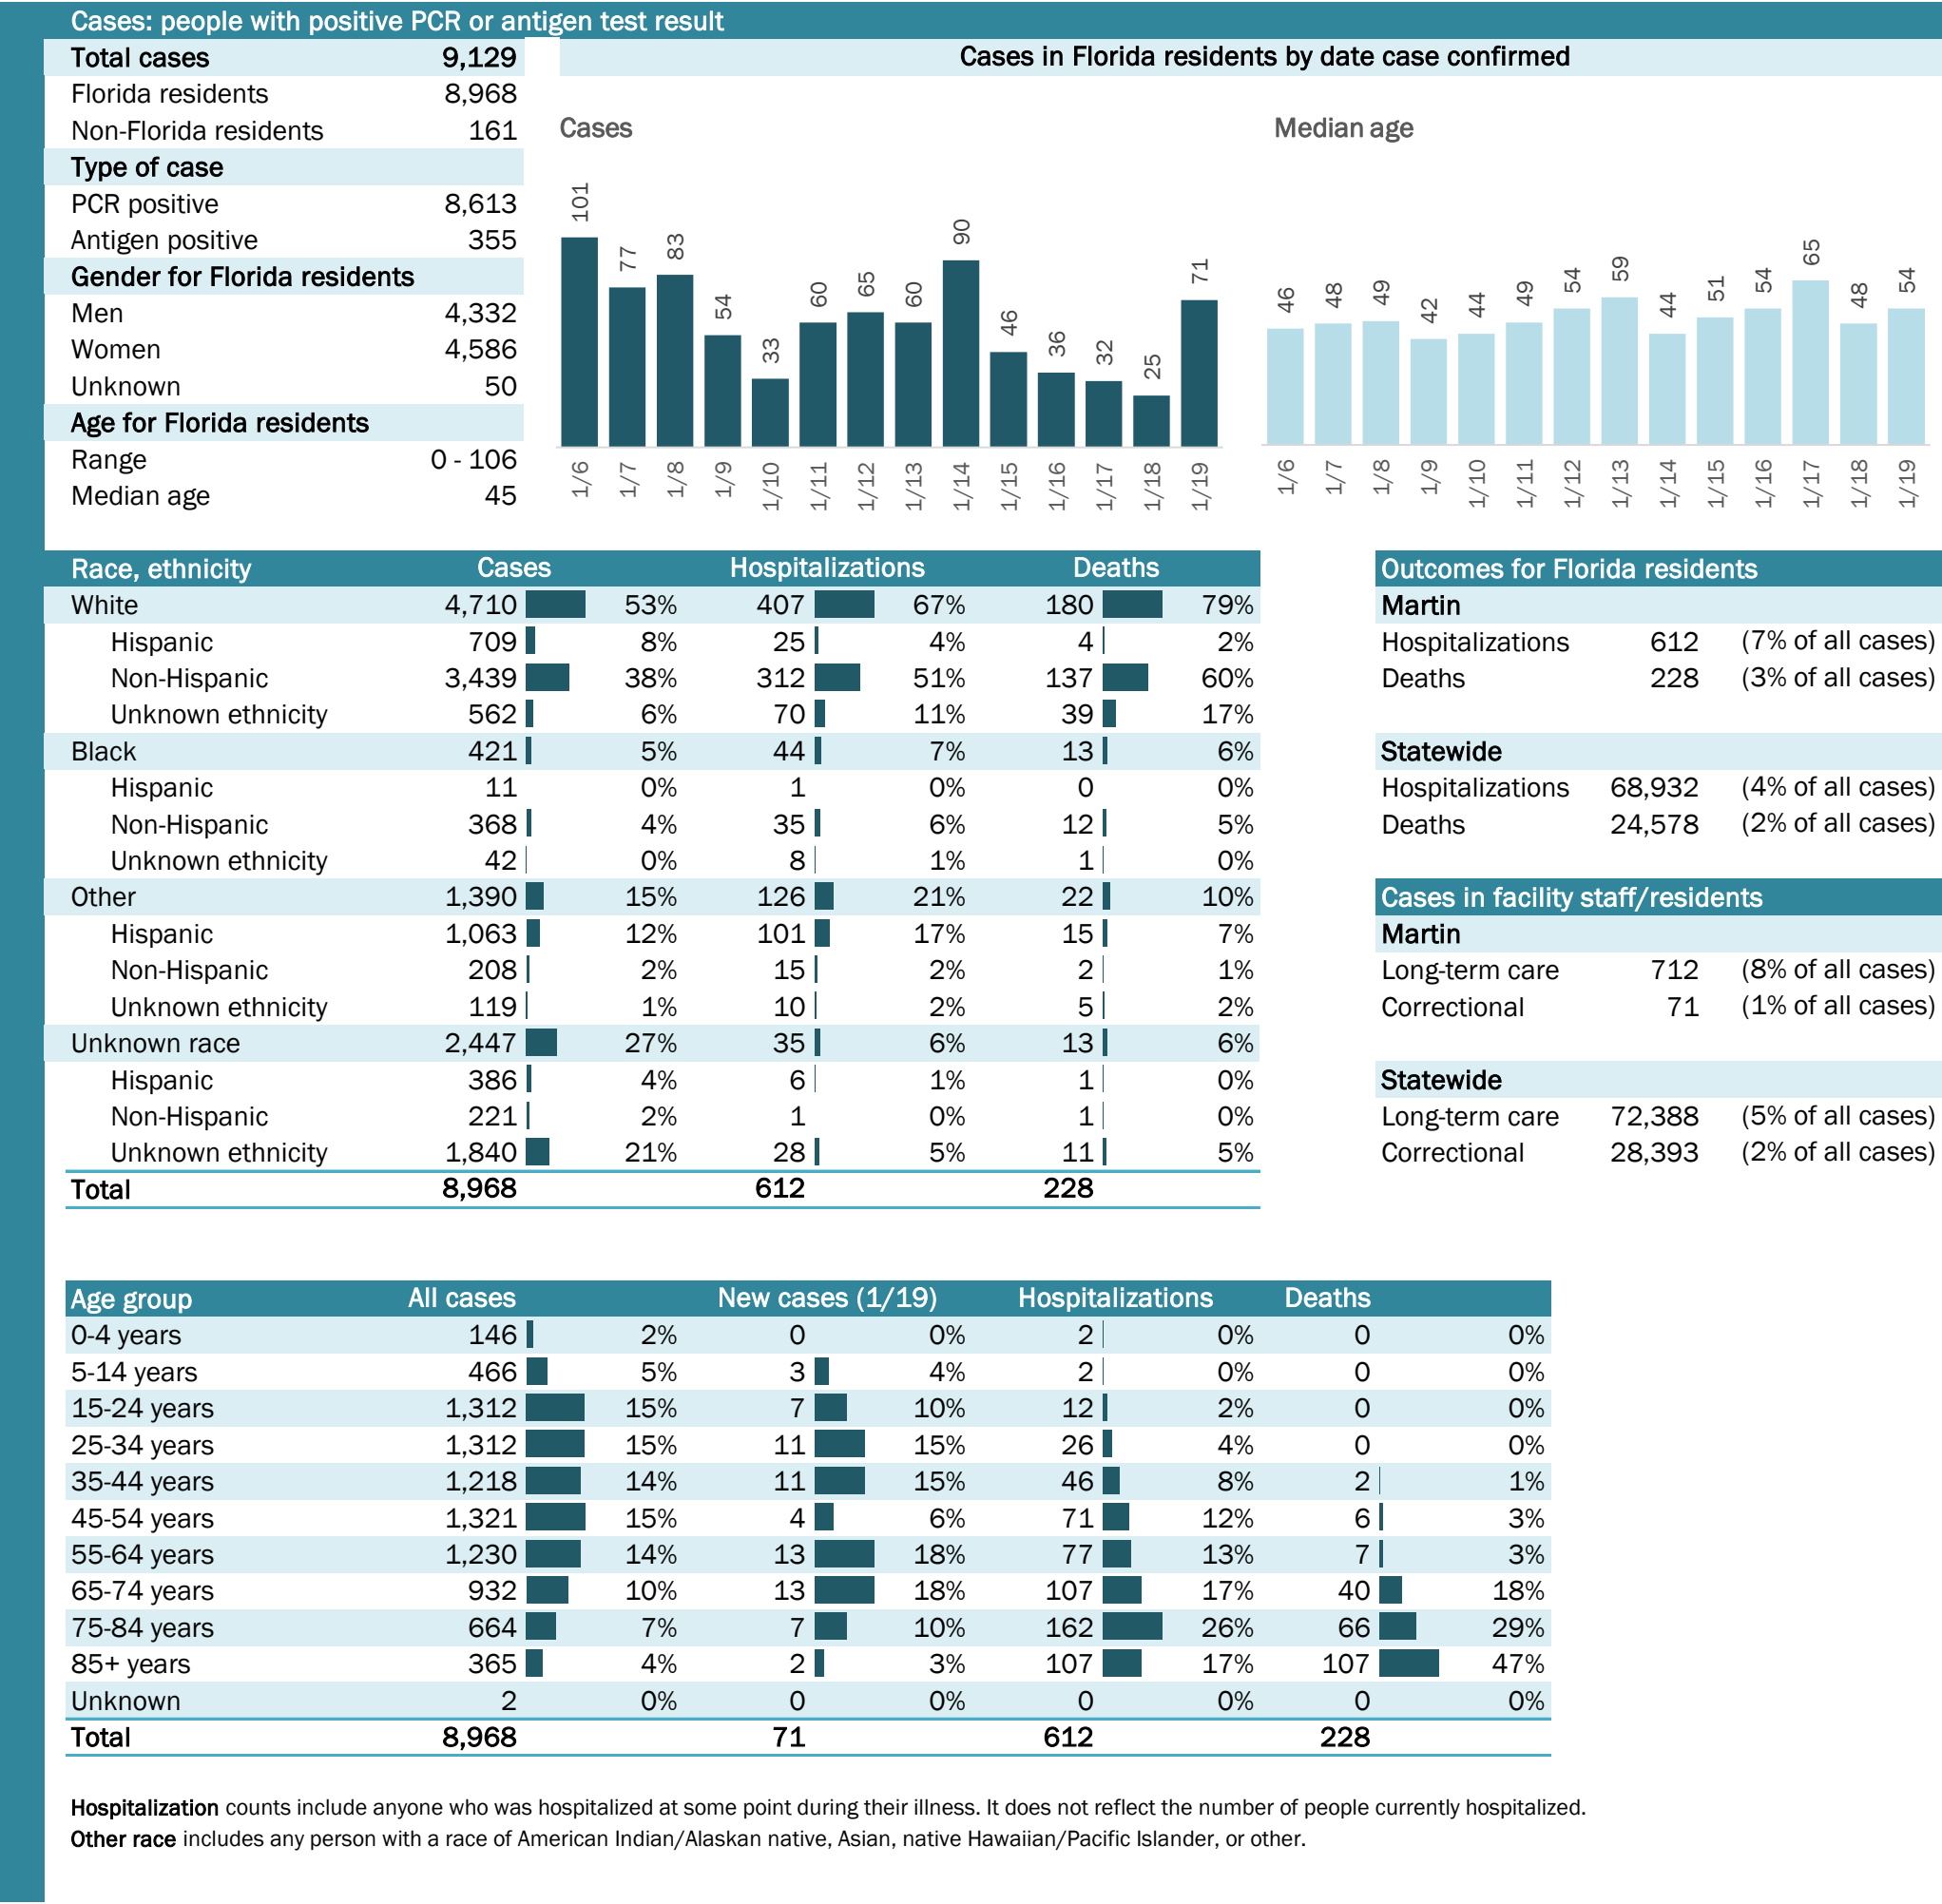 Cases: people with positive PCR or antigen test result
Total cases 9,129
Florida residents 8,968
Non-Florida residents 161
Type of case
PCR positive 8,613
Antigen positive 355
Gender for Florida residents
Men 4,332
Women 4,586
Unknown 50
Age for Florida residents
Range 0 - 106
Median age 45
Cases in Florida residents by date case confirmed
Cases
101 77 83 54 33 60 65 60 90 46 36 32 25 71
1/6 1/7 1/8 1/9 1/10 1/11 1/12 1/13 1/14 1/15 1/16 1/17 1/18 1/19
Median age
46 48 49 42 44 49 54 59 44 51 54 65 48 54
1/6 1/7 1/8 1/9 1/10 1/11 1/12 1/13 1/14 1/15 1/16 1/17 1/18 1/19
Race, ethnicity Cases Hospitalizations Deaths
White 4,710 53% 407 67% 180 79%
Hispanic 709 8% 25 4% 4 2%
Non-Hispanic 3,439 38% 312 51% 137 60%
Unknown ethnicity 562 6% 70 11% 39 17%
Black 421 5% 44 7% 13 6%
Hispanic 11 0% 1 0% 0 0%
Non-Hispanic 368 4% 35 6% 12 5%
Unknown ethnicity 42 0% 8 1% 1 0%
Other 1,390 15% 126 21% 22 10%
Hispanic 1,063 12% 101 17% 15 7%
Non-Hispanic 208 2% 15 2% 2 1%
Unknown ethnicity 119 1% 10 2% 5 2%
Unknown race 2,447 27% 35 6% 13 6%
Hispanic 386 4% 6 1% 1 0%
Non-Hispanic 221 2% 1 0% 1 0%
Unknown ethnicity 1,840 21% 28 5% 11 5%
Total 8,968 612 228
Outcomes for Florida residents
Martin
Hospitalizations 612 (7% of all cases)
Deaths 228 (3% of all cases)
Statewide
Hospitalizations 68,932 (4% of all cases)
Deaths 24,578 (2% of all cases)
Cases in facility staff/residents
Martin
Long-term care 712 (8% of all cases)
Correctional 71 (1% of all cases)
Statewide
Long-term care 72,388 (5% of all cases)
Correctional 28,393 (2% of all cases)
Age group All cases New cases (1/19) Hospitalizations Deaths
0-4 years 146 2% 0 0% 2 0% 0 0%
5-14 years 466 5% 3 4% 2 0% 0 0%
15-24 years 1,312 15% 7 10% 12 2% 0 0%
25-34 years 1,312 15% 11 15% 26 4% 0 0%
35-44 years 1,218 14% 11 15% 46 8% 2 1%
45-54 years 1,321 15% 4 6% 71 12% 6 3%
55-64 years 1,230 14% 13 18% 77 13% 7 3%
65-74 years 932 10% 13 18% 107 17% 40 18%
75-84 years 664 7% 7 10% 162 26% 66 29%
85+ years 365 4% 2 3% 107 17% 107 47%
Unknown 2 0% 0 0% 0 0% 0 0%
Total 8,968 71 612 228
Hospitalization counts include anyone who was hospitalized at some point during their illness. It does not reflect the number of people currently hospitalized.
Other race includes any person with a race of American Indian/Alaskan native, Asian, native Hawaiian/Pacific Islander, or other.